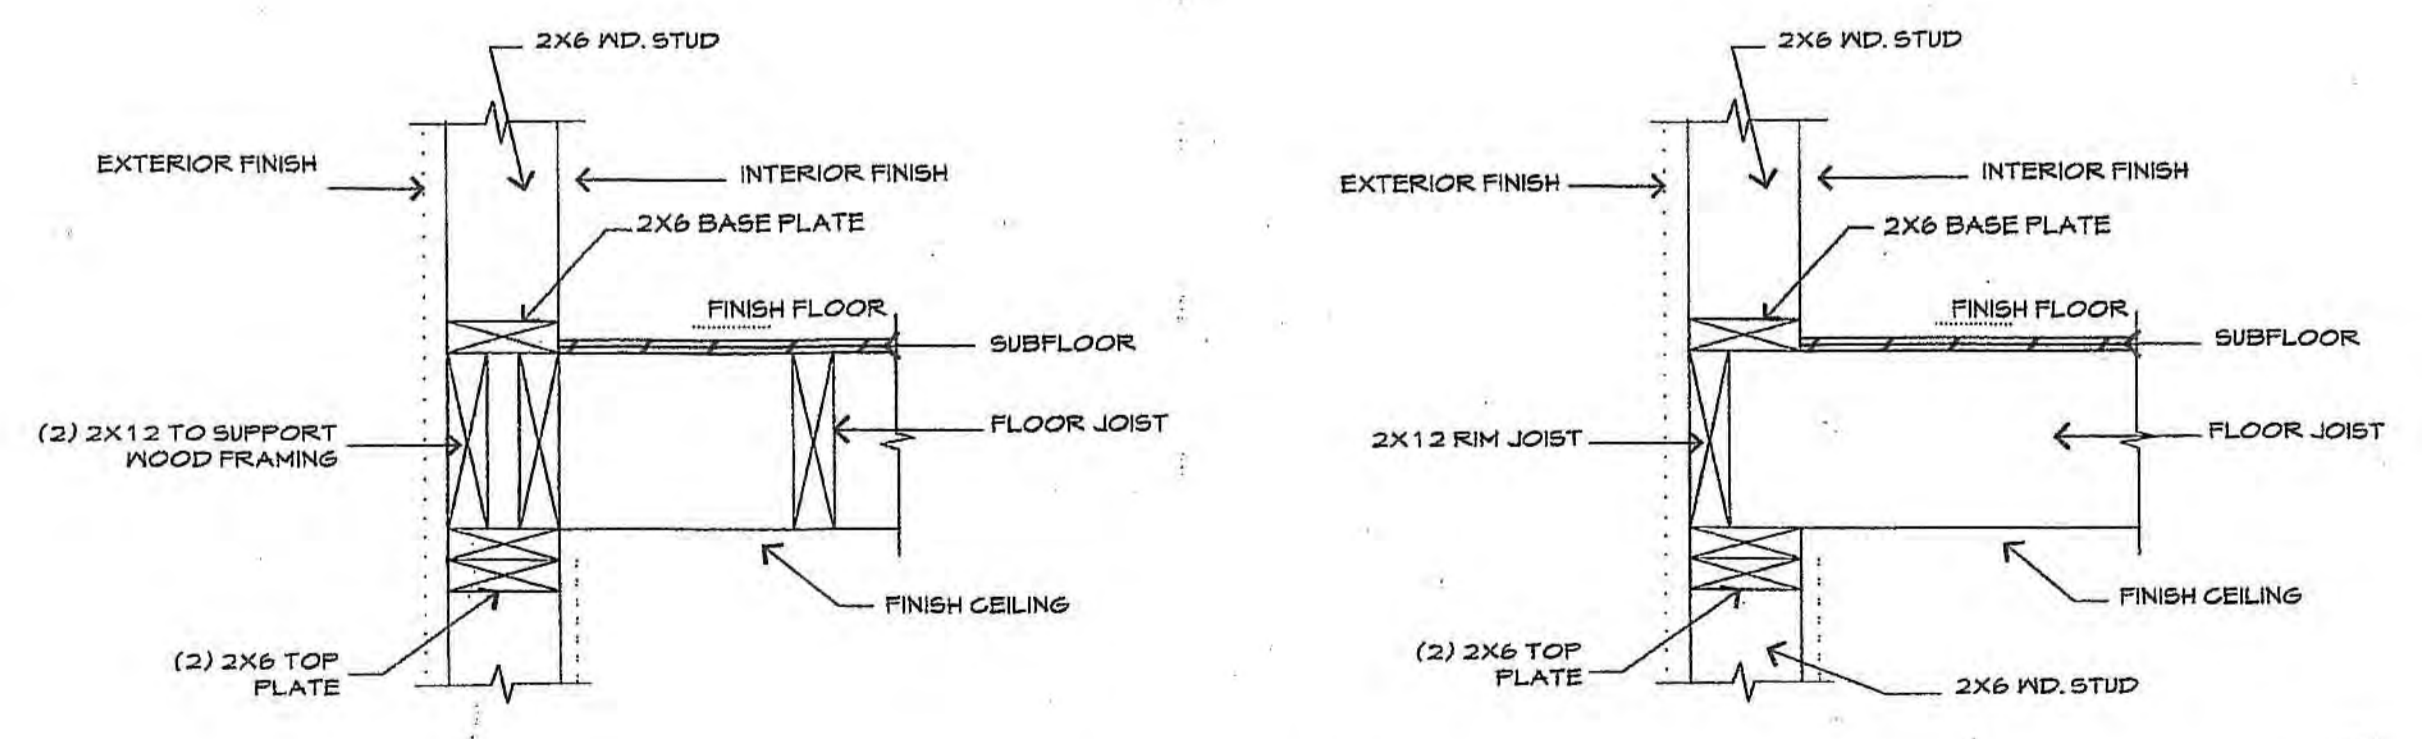 2X6 WD. STUD
EXTERIOR FINISH
INTERIOR FINISH
2X6 BASE PLATE
FINISH FLOOR
SUBFLOOR
(2) 2X12 TO SUPPORT
WOOD FRAMING
FLOOR JOIST
FINISH CEILING
(2) 2X6 TOP
PLATE
2X6 WD. STUD
EXTERIOR FINISH
INTERIOR FINISH
2X6 BASE PLATE
FINISH FLOOR
SUBFLOOR
2X12 RIM JOIST
FLOOR JOIST
FINISH CEILING
(2) 2X6 TOP
PLATE
2X6 WD. STUD